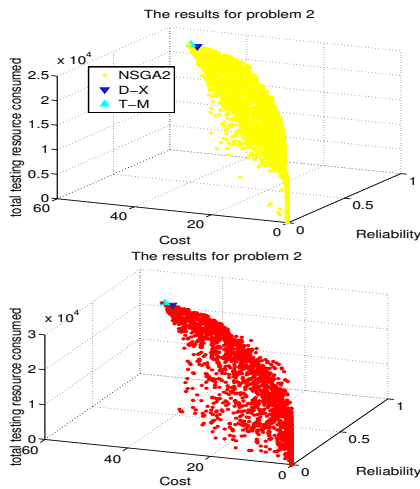 The results for problem 2
x 10^4
2.5
2
1.5
1
0.5
0
60
40
20
0
0
0.5
1
total testing resource consumed
Cost
Reliability
NSGA2
D-X
T-M
The results for problem 2
x 10^4
3
2
1
0
60
40
20
0
0
0.5
1
total testing resource consumed
Cost
Reliability